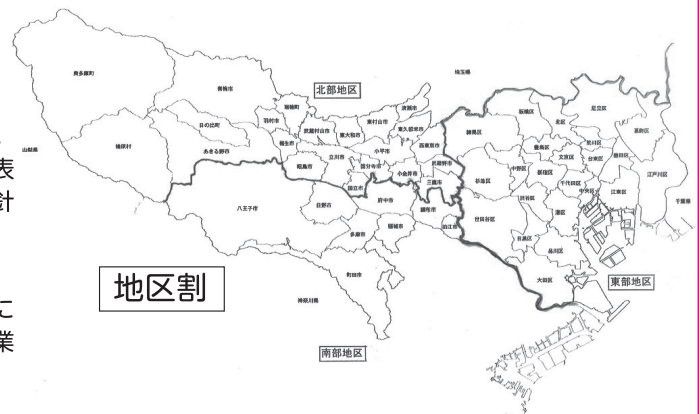 表
針
に
業
地区割
北部地区
南部地区
東部地区
埼玉県
山梨県
神奈川県
千葉県
奥多摩町
青梅市
檜原村
日の出町
あきる野市
瑞穂町
羽村市
福生市
武蔵村山市
東大和市
東村山市
清瀬市
東久留米市
西東京市
小平市
立川市
昭島市
国分寺市
小金井市
国立市
武蔵野市
三鷹市
八王子市
日野市
府中市
調布市
狛江市
多摩市
稲城市
町田市
練馬区
板橋区
北区
足立区
葛飾区
荒川区
豊島区
文京区
台東区
墨田区
江戸川区
杉並区
中野区
新宿区
千代田区
中央区
江東区
渋谷区
港区
世田谷区
目黒区
品川区
大田区